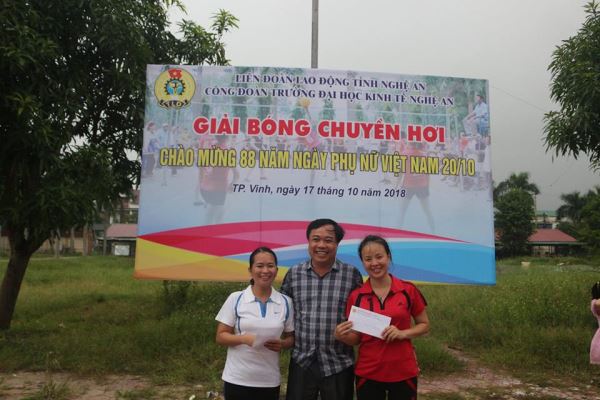 LIÊN ĐOÀN LAO ĐỘNG TỈNH NGHỆ AN
CÔNG ĐOÀN TRƯỜNG ĐẠI HỌC KINH TẾ NGHỆ AN
GIẢI BÓNG CHUYỀN HƠI
CHÀO MỪNG 88 NĂM NGÀY PHỤ NỮ VIỆT NAM 20/10
TP. Vinh, ngày 17 tháng 10 năm 2018